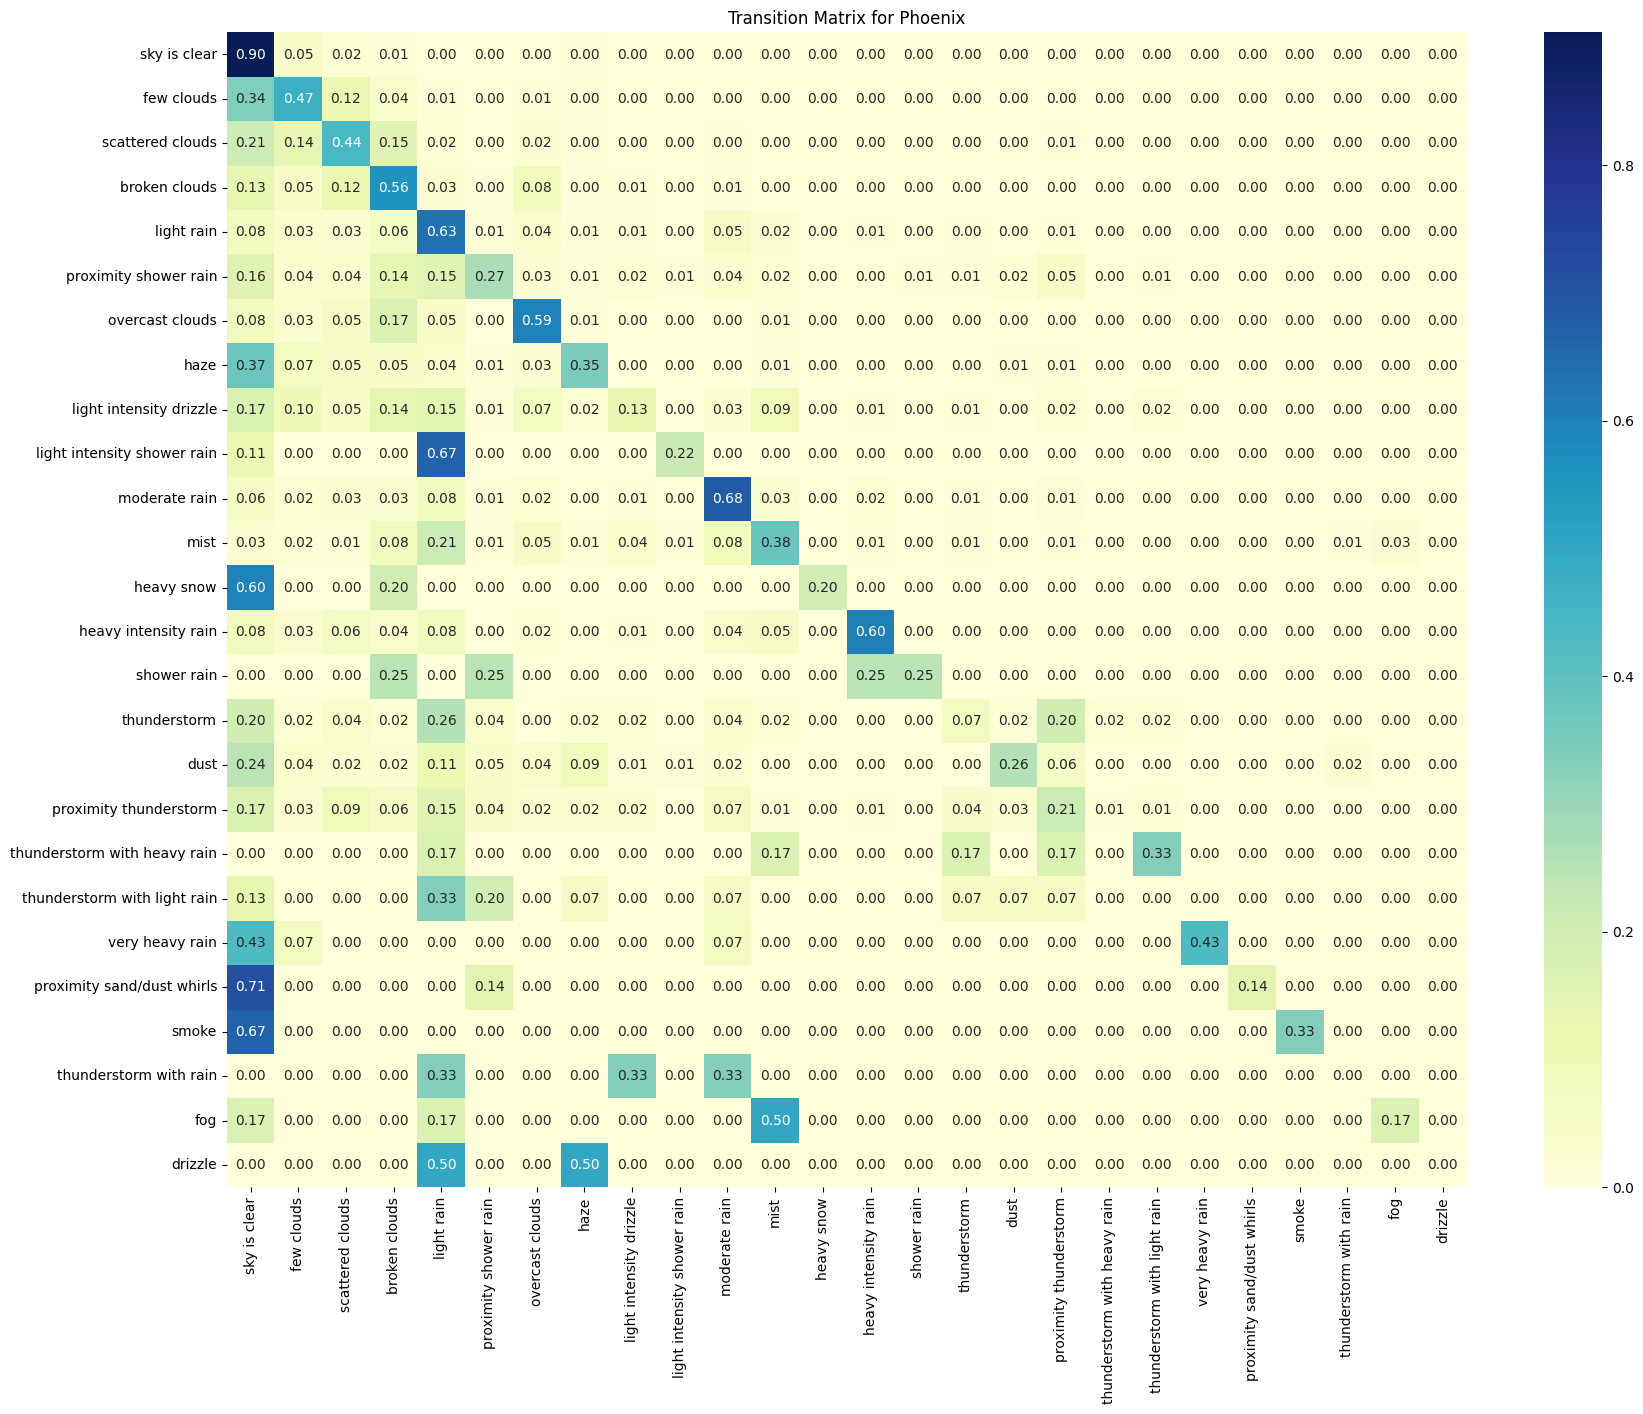 Transition Matrix for Phoenix
sky is clear 0.90 0.05 0.02 0.01 0.00 0.00 0.00 0.00 0.00 0.00 0.00 0.00 0.00 0.00 0.00 0.00 0.00 0.00 0.00 0.00 0.00 0.00 0.00 0.00 0.00 0.00
few clouds 0.34 0.47 0.12 0.04 0.01 0.00 0.01 0.00 0.00 0.00 0.00 0.00 0.00 0.00 0.00 0.00 0.00 0.00 0.00 0.00 0.00 0.00 0.00 0.00 0.00 0.00
scattered clouds 0.21 0.14 0.44 0.15 0.02 0.00 0.02 0.00 0.00 0.00 0.00 0.00 0.00 0.00 0.00 0.00 0.00 0.01 0.00 0.00 0.00 0.00 0.00 0.00 0.00 0.00
broken clouds 0.13 0.05 0.12 0.56 0.03 0.00 0.08 0.00 0.01 0.00 0.01 0.00 0.00 0.00 0.00 0.00 0.00 0.00 0.00 0.00 0.00 0.00 0.00 0.00 0.00 0.00
light rain 0.08 0.03 0.03 0.06 0.63 0.01 0.04 0.01 0.01 0.00 0.05 0.02 0.00 0.01 0.00 0.00 0.00 0.01 0.00 0.00 0.00 0.00 0.00 0.00 0.00 0.00
proximity shower rain 0.16 0.04 0.04 0.14 0.15 0.27 0.03 0.01 0.02 0.01 0.04 0.02 0.00 0.00 0.01 0.01 0.02 0.05 0.00 0.01 0.00 0.00 0.00 0.00 0.00 0.00
overcast clouds 0.08 0.03 0.05 0.17 0.05 0.00 0.59 0.01 0.00 0.00 0.00 0.01 0.00 0.00 0.00 0.00 0.00 0.00 0.00 0.00 0.00 0.00 0.00 0.00 0.00 0.00
haze 0.37 0.07 0.05 0.05 0.04 0.01 0.03 0.35 0.00 0.00 0.00 0.01 0.00 0.00 0.00 0.00 0.01 0.01 0.00 0.00 0.00 0.00 0.00 0.00 0.00 0.00
light intensity drizzle 0.17 0.10 0.05 0.14 0.15 0.01 0.07 0.02 0.13 0.00 0.03 0.09 0.00 0.01 0.00 0.01 0.00 0.02 0.00 0.02 0.00 0.00 0.00 0.00 0.00 0.00
light intensity shower rain 0.11 0.00 0.00 0.00 0.67 0.00 0.00 0.00 0.00 0.22 0.00 0.00 0.00 0.00 0.00 0.00 0.00 0.00 0.00 0.00 0.00 0.00 0.00 0.00 0.00 0.00
moderate rain 0.06 0.02 0.03 0.03 0.08 0.01 0.02 0.00 0.01 0.00 0.68 0.03 0.00 0.02 0.00 0.01 0.00 0.01 0.00 0.00 0.00 0.00 0.00 0.00 0.00 0.00
mist 0.03 0.02 0.01 0.08 0.21 0.01 0.05 0.01 0.04 0.01 0.08 0.38 0.00 0.01 0.00 0.01 0.00 0.01 0.00 0.00 0.00 0.00 0.00 0.01 0.03 0.00
heavy snow 0.60 0.00 0.00 0.20 0.00 0.00 0.00 0.00 0.00 0.00 0.00 0.00 0.20 0.00 0.00 0.00 0.00 0.00 0.00 0.00 0.00 0.00 0.00 0.00 0.00 0.00
heavy intensity rain 0.08 0.03 0.06 0.04 0.08 0.00 0.02 0.00 0.01 0.00 0.04 0.05 0.00 0.60 0.00 0.00 0.00 0.00 0.00 0.00 0.00 0.00 0.00 0.00 0.00 0.00
shower rain 0.00 0.00 0.00 0.25 0.00 0.25 0.00 0.00 0.00 0.00 0.00 0.00 0.00 0.25 0.25 0.00 0.00 0.00 0.00 0.00 0.00 0.00 0.00 0.00 0.00 0.00
thunderstorm 0.20 0.02 0.04 0.02 0.26 0.04 0.00 0.02 0.02 0.00 0.04 0.02 0.00 0.00 0.00 0.07 0.02 0.20 0.02 0.02 0.00 0.00 0.00 0.00 0.00 0.00
dust 0.24 0.04 0.02 0.02 0.11 0.05 0.04 0.09 0.01 0.01 0.02 0.00 0.00 0.00 0.00 0.00 0.26 0.06 0.00 0.00 0.00 0.00 0.00 0.02 0.00 0.00
proximity thunderstorm 0.17 0.03 0.09 0.06 0.15 0.04 0.02 0.02 0.02 0.00 0.07 0.01 0.00 0.01 0.00 0.04 0.03 0.21 0.01 0.01 0.00 0.00 0.00 0.00 0.00 0.00
thunderstorm with heavy rain 0.00 0.00 0.00 0.00 0.17 0.00 0.00 0.00 0.00 0.00 0.00 0.17 0.00 0.00 0.00 0.17 0.00 0.17 0.00 0.33 0.00 0.00 0.00 0.00 0.00 0.00
thunderstorm with light rain 0.13 0.00 0.00 0.00 0.33 0.20 0.00 0.07 0.00 0.00 0.07 0.00 0.00 0.00 0.00 0.07 0.07 0.07 0.00 0.00 0.00 0.00 0.00 0.00 0.00 0.00
very heavy rain 0.43 0.07 0.00 0.00 0.00 0.00 0.00 0.00 0.00 0.00 0.07 0.00 0.00 0.00 0.00 0.00 0.00 0.00 0.00 0.00 0.43 0.00 0.00 0.00 0.00 0.00
proximity sand/dust whirls 0.71 0.00 0.00 0.00 0.00 0.14 0.00 0.00 0.00 0.00 0.00 0.00 0.00 0.00 0.00 0.00 0.00 0.00 0.00 0.00 0.00 0.14 0.00 0.00 0.00 0.00
smoke 0.67 0.00 0.00 0.00 0.00 0.00 0.00 0.00 0.00 0.00 0.00 0.00 0.00 0.00 0.00 0.00 0.00 0.00 0.00 0.00 0.00 0.00 0.33 0.00 0.00 0.00
thunderstorm with rain 0.00 0.00 0.00 0.00 0.33 0.00 0.00 0.00 0.33 0.00 0.33 0.00 0.00 0.00 0.00 0.00 0.00 0.00 0.00 0.00 0.00 0.00 0.00 0.00 0.00 0.00
fog 0.17 0.00 0.00 0.00 0.17 0.00 0.00 0.00 0.00 0.00 0.00 0.50 0.00 0.00 0.00 0.00 0.00 0.00 0.00 0.00 0.00 0.00 0.00 0.00 0.17 0.00
drizzle 0.00 0.00 0.00 0.00 0.50 0.00 0.00 0.50 0.00 0.00 0.00 0.00 0.00 0.00 0.00 0.00 0.00 0.00 0.00 0.00 0.00 0.00 0.00 0.00 0.00 0.00
sky is clear
few clouds
scattered clouds
broken clouds
light rain
proximity shower rain
overcast clouds
haze
light intensity drizzle
light intensity shower rain
moderate rain
mist
heavy snow
heavy intensity rain
shower rain
thunderstorm
dust
proximity thunderstorm
thunderstorm with heavy rain
thunderstorm with light rain
very heavy rain
proximity sand/dust whirls
smoke
thunderstorm with rain
fog
drizzle
0.8
0.6
0.4
0.2
0.0